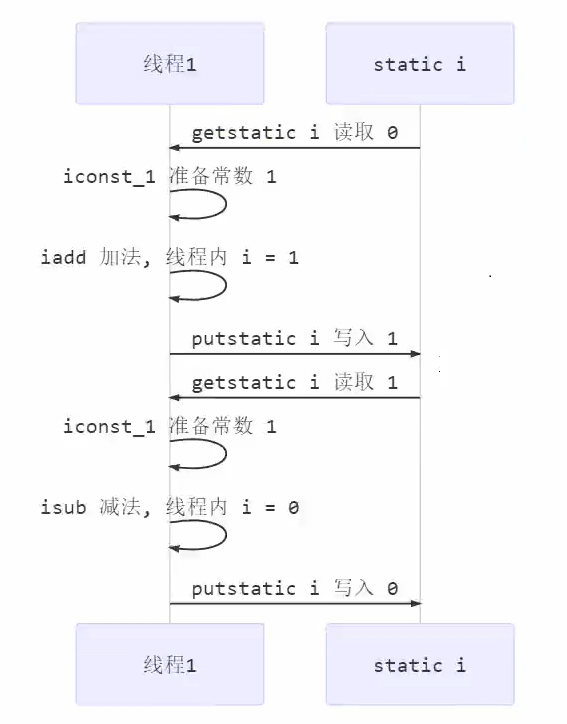 线程1
static i
getstatic i 读取 0
iconst_1 准备常数 1
iadd 加法, 线程内 i = 1
putstatic i 写入 1
getstatic i 读取 1
iconst_1 准备常数 1
isub 减法, 线程内 i = 0
putstatic i 写入 0
线程1
static i